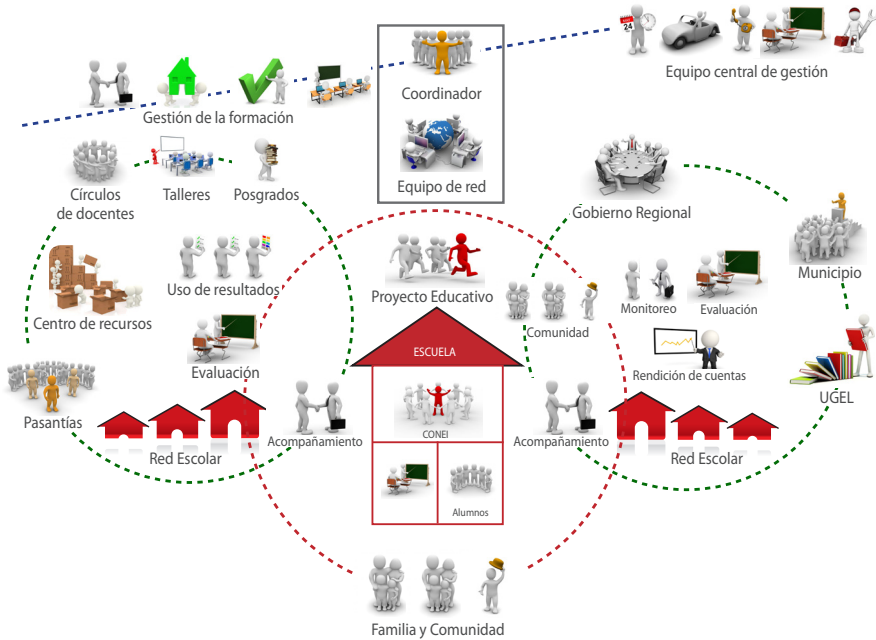 SEP
24
Equipo central de gestión
Coordinador
Equipo de red
Gestión de la formación
Círculos
de docentes
Talleres
Posgrados
Gobierno Regional
Municipio
Uso de resultados
Proyecto Educativo
Centro de recursos
Comunidad
Monitoreo
Evaluación
Evaluación
ESCUELA
Rendición de cuentas
Pasantías
UGEL
CONEI
Acompañamiento
Acompañamiento
Red Escolar
Red Escolar
Alumnos
Familia y Comunidad